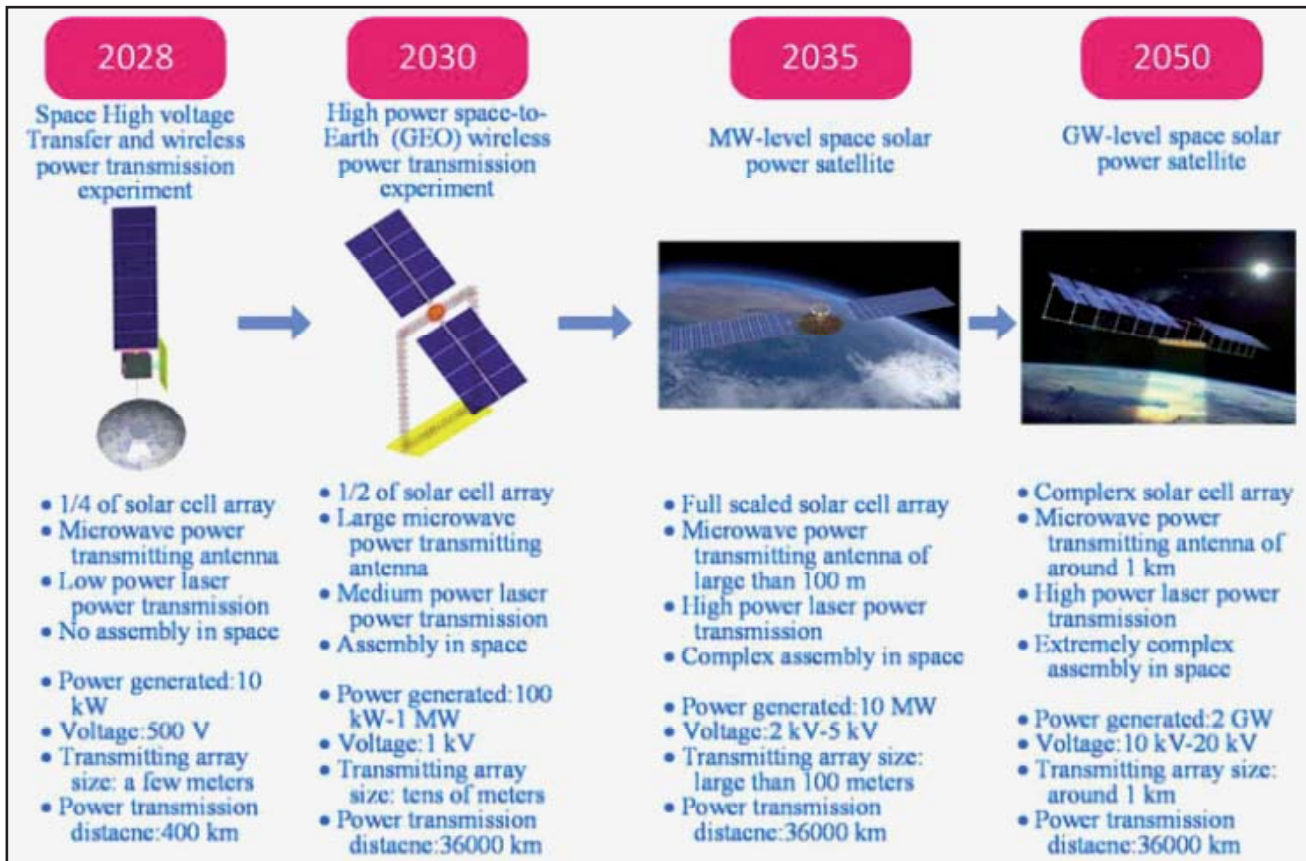 2028
Space High voltage
Transfer and wireless
power transmission
experiment
• 1/4 of solar cell array
• Microwave power
transmitting antenna
• Low power laser
power transmission
• No assembly in space
• Power generated:10
kW
• Voltage:500 V
• Transmitting array
size: a few meters
• Power transmission
distacne:400 km
2030
High power space-to-
Earth (GEO) wireless
power transmission
experiment
• 1/2 of solar cell array
• Large microwave
power transmitting
antenna
• Medium power laser
power transmission
• Assembly in space
• Power generated:100
kW-1 MW
• Voltage:1 kV
• Transmitting array
size: tens of meters
• Power transmission
distacne:36000 km
2035
MW-level space solar
power satellite
• Full scaled solar cell array
• Microwave power
transmitting antenna of
large than 100 m
• High power laser power
transmission
• Complex assembly in space
• Power generated:10 MW
• Voltage:2 kV-5 kV
• Transmitting array size:
large than 100 meters
• Power transmission
distacne:36000 km
2050
GW-level space solar
power satellite
• Complerx solar cell array
• Microwave power
transmitting antenna of
around 1 km
• High power laser power
transmission
• Extremely complex
assembly in space
• Power generated:2 GW
• Voltage:10 kV-20 kV
• Transmitting array size:
around 1 km
• Power transmission
distacne:36000 km